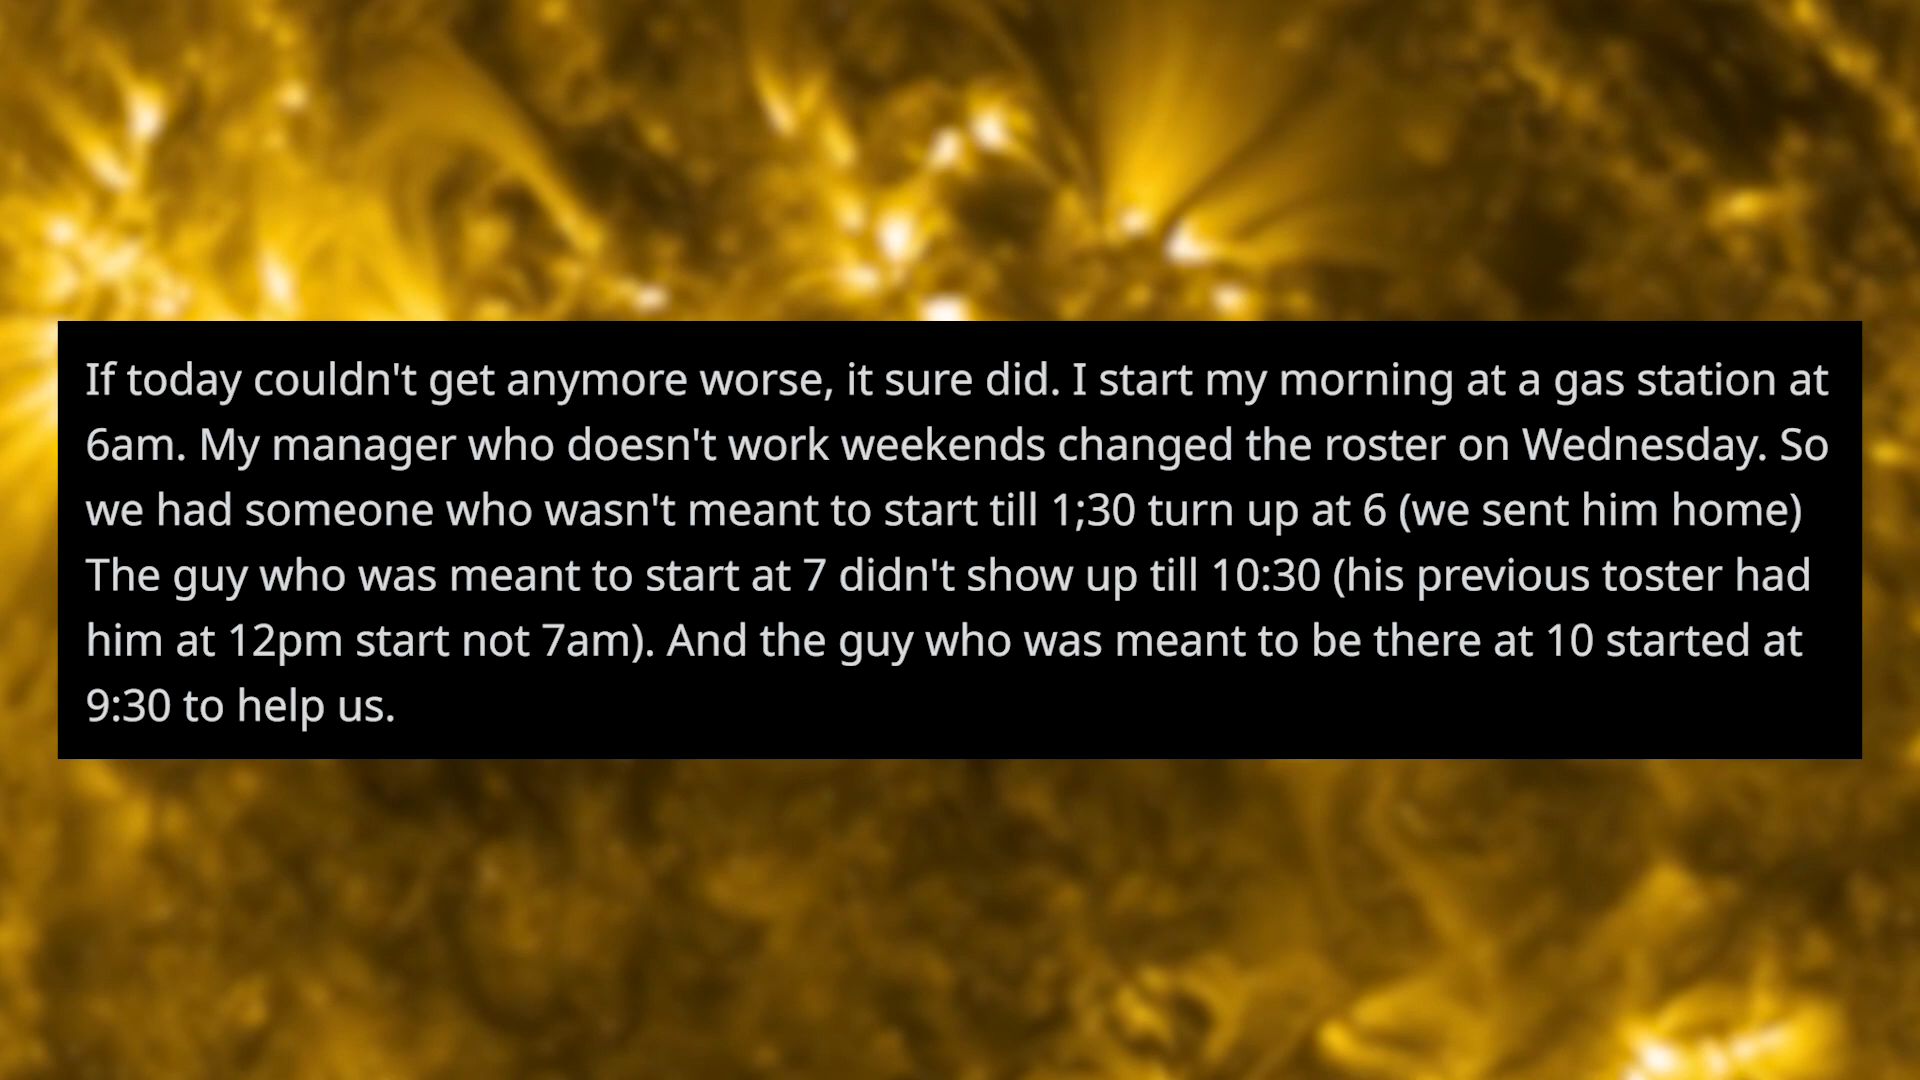 If today couldn't get anymore worse, it sure did. I start my morning at a gas station at
6am. My manager who doesn't work weekends changed the roster on Wednesday. So
we had someone who wasn't meant to start till 1;30 turn up at 6 (we sent him home)
The guy who was meant to start at 7 didn't show up till 10:30 (his previous toster had
him at 12pm start not 7am). And the guy who was meant to be there at 10 started at
9:30 to help us.